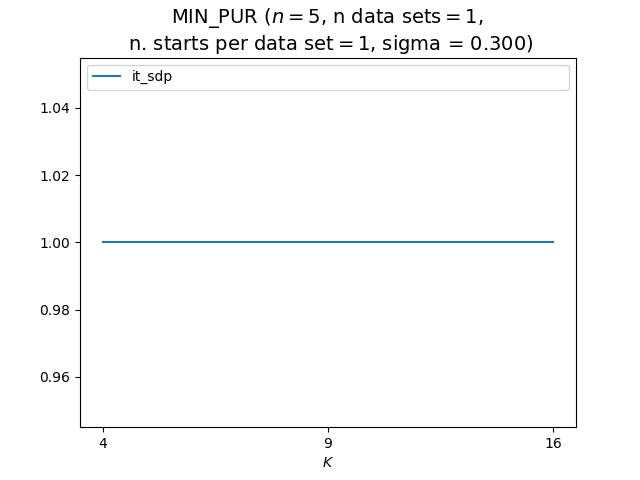 MIN_PUR (n = 5, n data sets = 1,
n. starts per data set = 1, sigma = 0.300)
it_sdp
1.04
1.02
1.00
0.98
0.96
4 9 16
K